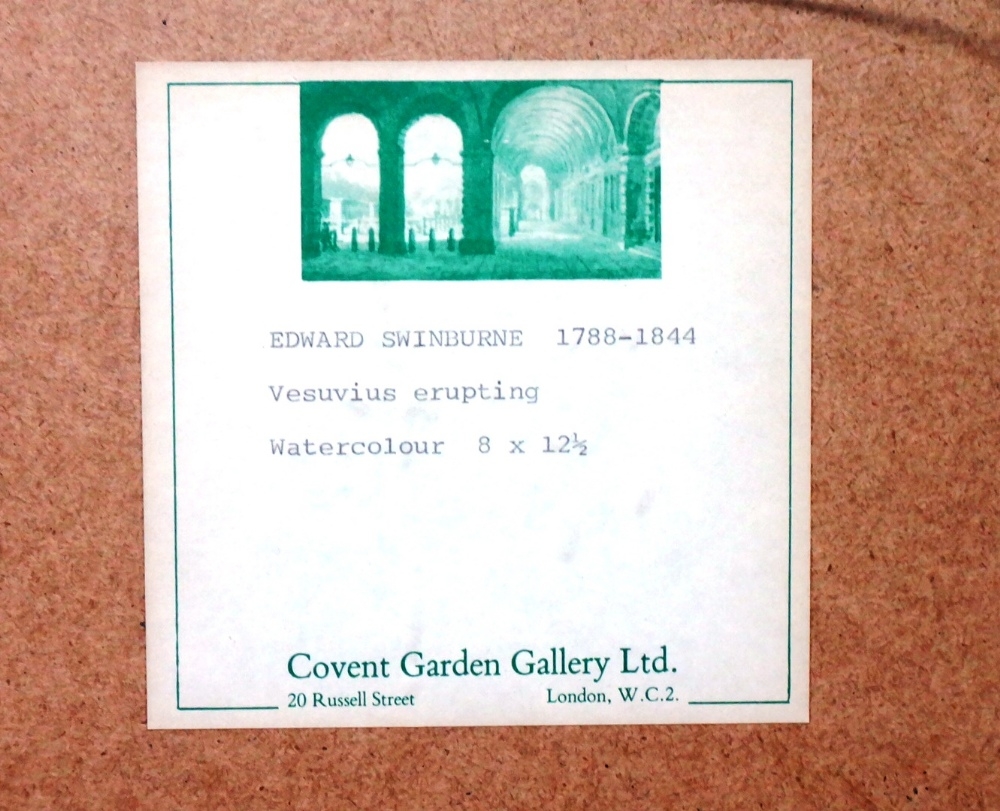 EDWARD SWINBURNE 1788-1844
Vesuvius erupting
Watercolour 8 x 12½
Covent Garden Gallery Ltd.
20 Russell Street London, W.C.2.